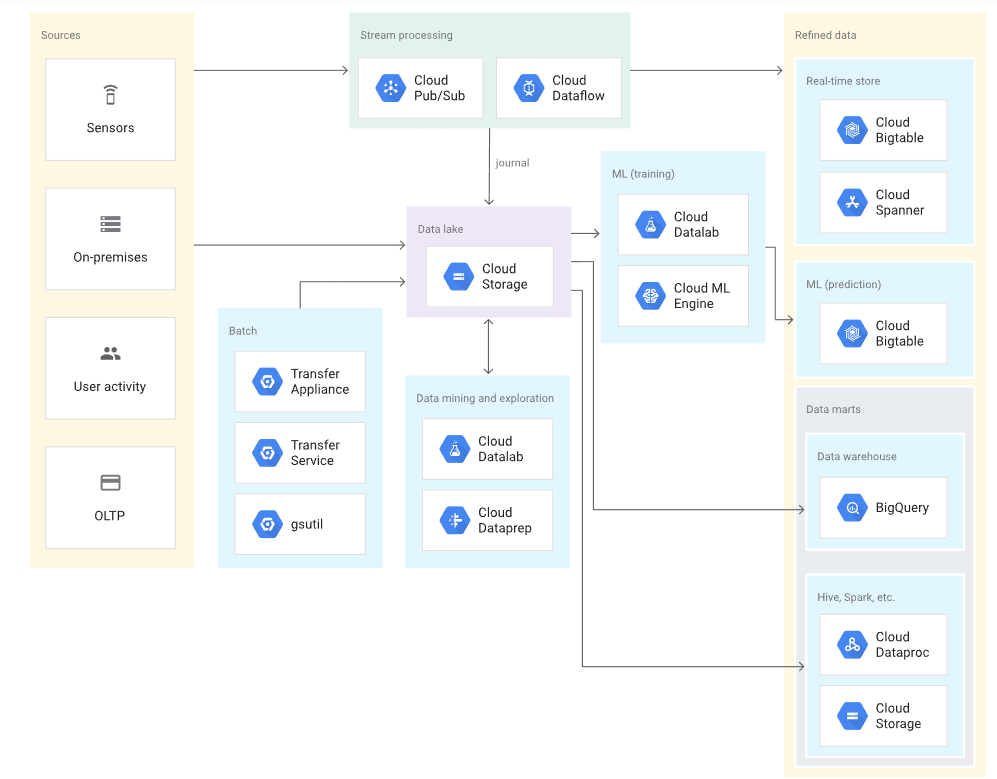 Sources
Sensors
On-premises
User activity
OLTP
Stream processing
Cloud
Pub/Sub
Cloud
Dataflow
journal
Data lake
Cloud
Storage
Batch
Transfer
Appliance
Transfer
Service
gsutil
Data mining and exploration
Cloud
Datalab
Cloud
Dataprep
ML (training)
Cloud
Datalab
Cloud ML
Engine
Refined data
Real-time store
Cloud
Bigtable
Cloud
Spanner
ML (prediction)
Cloud
Bigtable
Data marts
Data warehouse
BigQuery
Hive, Spark, etc.
Cloud
Dataproc
Cloud
Storage